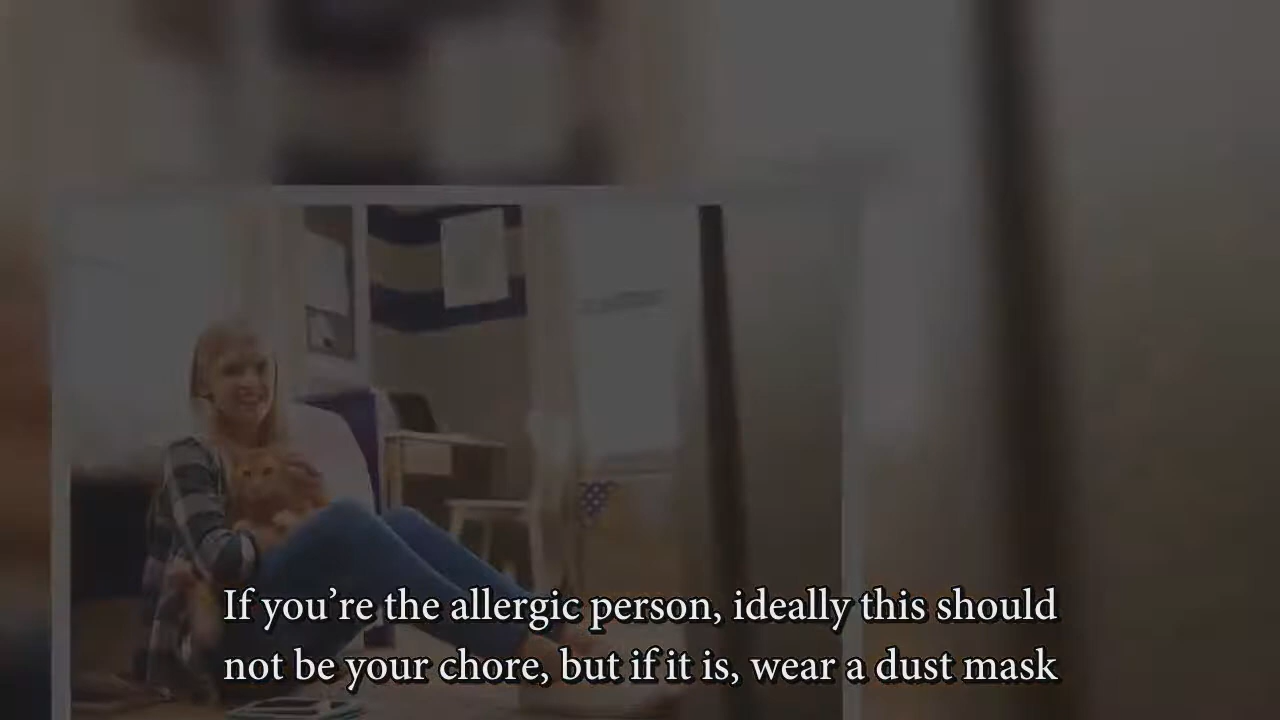 If you’re the allergic person, ideally this should
not be your chore, but if it is, wear a dust mask